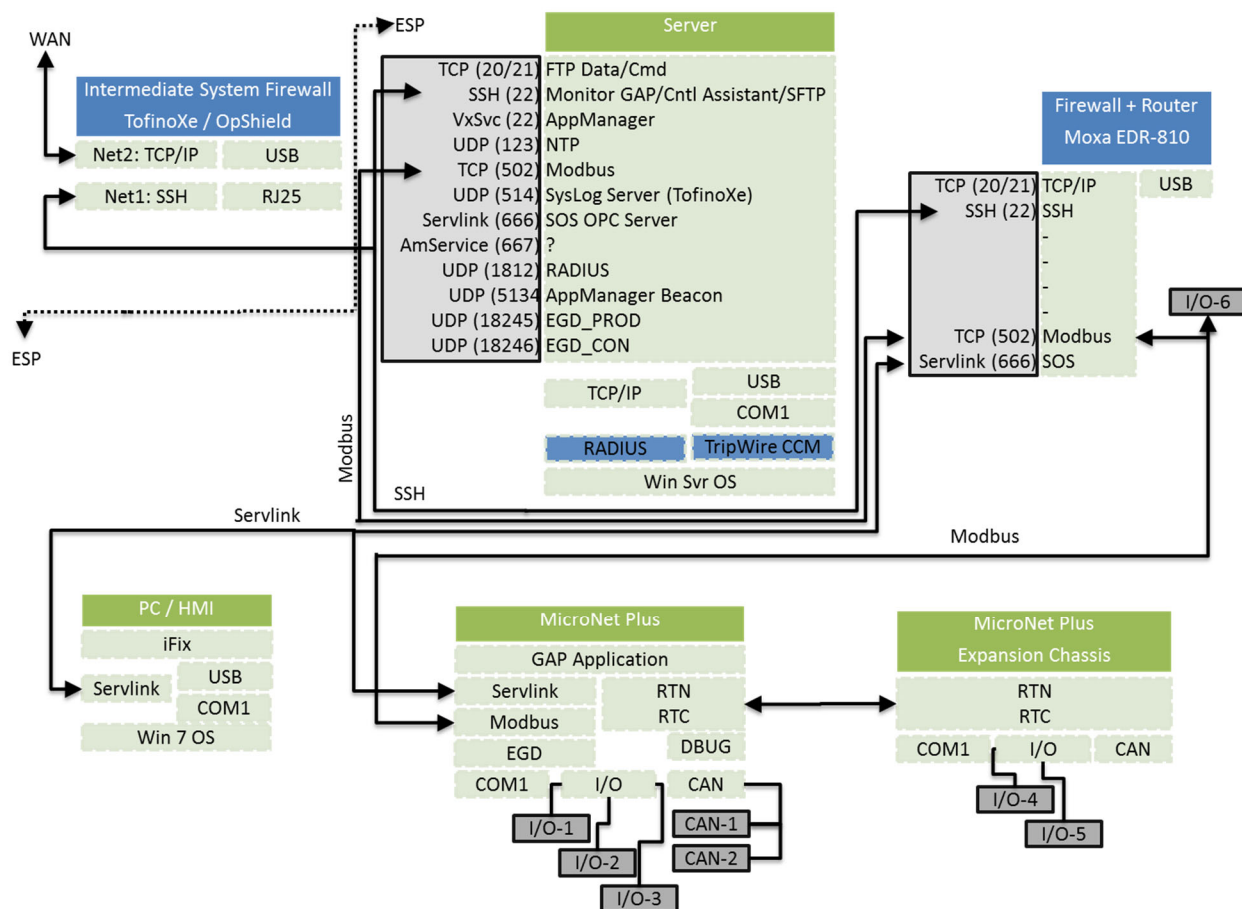 WAN
ESP
ESP
Intermediate System Firewall
TofinoXe / OpShield
Net2: TCP/IP
USB
Net1: SSH
RJ25
Server
TCP (20/21) FTP Data/Cmd
SSH (22) Monitor GAP/Cntl Assistant/SFTP
VxSvc (22) AppManager
UDP (123) NTP
TCP (502) Modbus
UDP (514) SysLog Server (TofinoXe)
Servlink (666) SOS OPC Server
AmService (667) ?
UDP (1812) RADIUS
UDP (5134 AppManager Beacon
UDP (18245) EGD_PROD
UDP (18246) EGD_CON
TCP/IP
USB
COM1
RADIUS
TripWire CCM
Win Svr OS
Firewall + Router
Moxa EDR-810
TCP (20/21) TCP/IP
USB
SSH (22) SSH
-
-
-
-
TCP (502) Modbus
Servlink (666) SOS
I/O-6
Modbus
SSH
Servlink
Modbus
PC / HMI
iFix
Servlink
USB
COM1
Win 7 OS
MicroNet Plus
GAP Application
Servlink
RTN
RTC
Modbus
DBUG
EGD
COM1
I/O
CAN
I/O-1
I/O-2
I/O-3
CAN-1
CAN-2
MicroNet Plus
Expansion Chassis
RTN
RTC
COM1
I/O
CAN
I/O-4
I/O-5